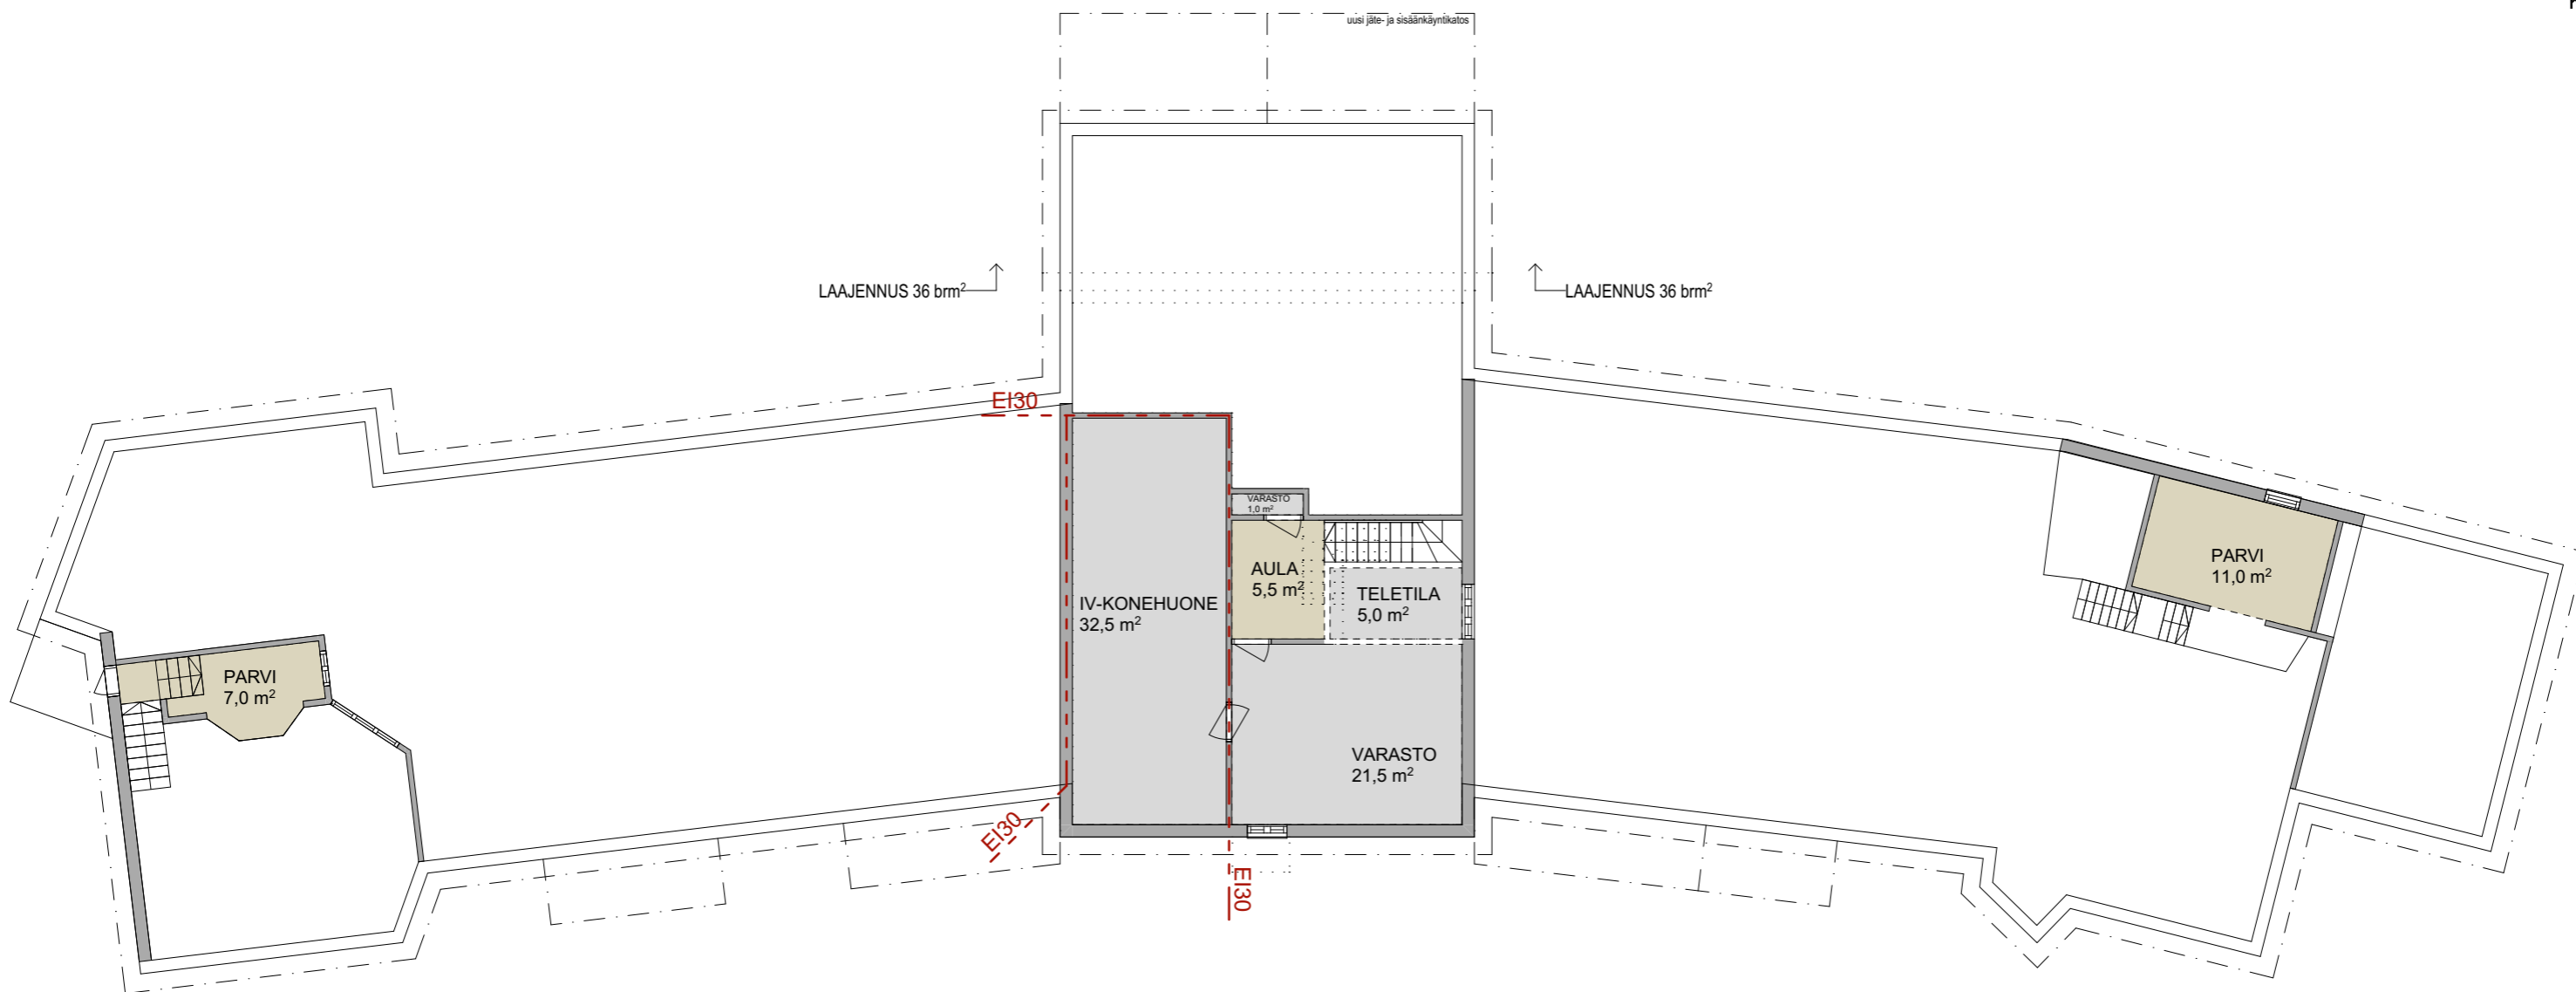 uusi jäte- ja sisäänkäyntikatos
LAAJENNUS 36 brm²
LAAJENNUS 36 brm²
EI30
VARASTO
1,0 m²
AULA
5,5 m²
TELETILA
5,0 m²
IV-KONEHUONE
32,5 m²
PARVI
11,0 m²
PARVI
7,0 m²
VARASTO
21,5 m²
EI30
EI30